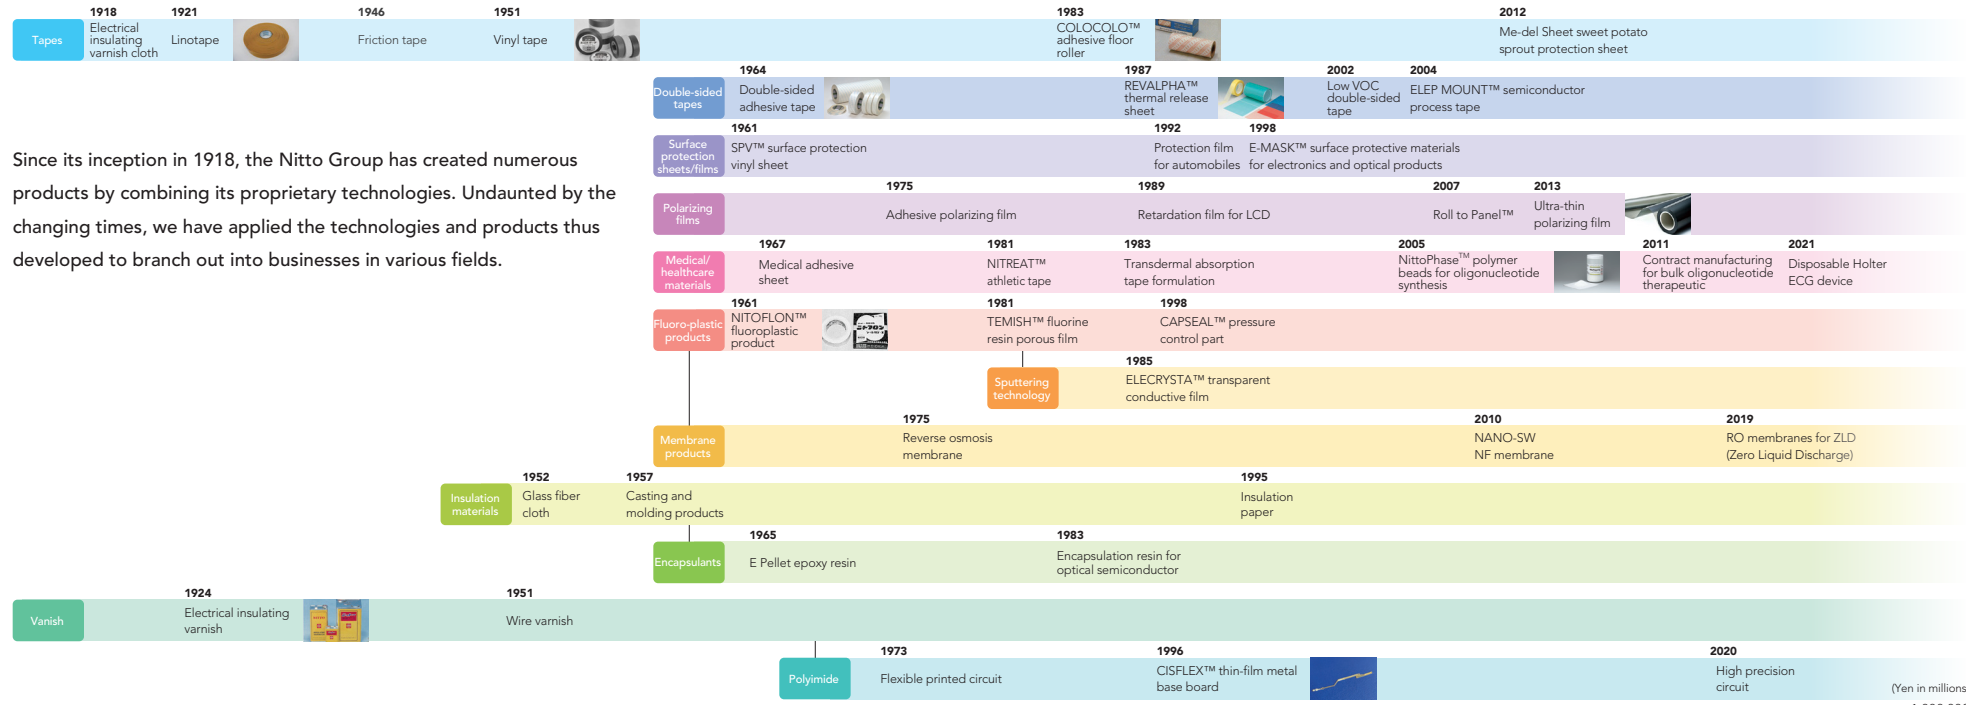 1918 1921 1946 1951 1983 2012
Tapes
Electrical
insulating
varnish cloth
Linotape
Friction tape
Vinyl tape
COLOCOLO™
adhesive floor
roller
Me-del Sheet sweet potato
sprout protection sheet
1964 1987 2002 2004
Double-sided
tapes
Double-sided
adhesive tape
REVALPHA™
thermal release
sheet
Low VOC
double-sided
tape
ELEP MOUNT™ semiconductor
process tape
1961 1992 1998
Surface
protection
sheets/films
SPV™ surface protection
vinyl sheet
Protection film
for automobiles
E-MASK™ surface protective materials
for electronics and optical products
Since its inception in 1918, the Nitto Group has created numerous
products by combining its proprietary technologies. Undaunted by the
changing times, we have applied the technologies and products thus
developed to branch out into businesses in various fields.
1975 1989 2007 2013
Polarizing
films
Adhesive polarizing film
Retardation film for LCD
Roll to Panel™
Ultra-thin
polarizing film
1967 1981 1983 2005 2011 2021
Medical/
healthcare
materials
Medical adhesive
sheet
NITREAT™
athletic tape
Transdermal absorption
tape formulation
NittoPhase™ polymer
beads for oligonucleotide
synthesis
Contract manufacturing
for bulk oligonucleotide
therapeutic
Disposable Holter
ECG device
1961 1981 1998
Fluoro-plastic
products
NITOFLON™
fluoroplastic
product
ニトフロン
TEMISH™ fluorine
resin porous film
CAPSEAL™ pressure
control part
1985
Sputtering
technology
ELECRYSTA™ transparent
conductive film
1975 2010 2019
Membrane
products
Reverse osmosis
membrane
NANO-SW
NF membrane
RO membranes for ZLD
(Zero Liquid Discharge)
1952 1957 1995
Insulation
materials
Glass fiber
cloth
Casting and
molding products
Insulation
paper
1965 1983
Encapsulants
E Pellet epoxy resin
Encapsulation resin for
optical semiconductor
1924 1951
Vanish
Electrical insulating
varnish
Wire varnish
1973 1996 2020
Polyimide
Flexible printed circuit
CISFLEX™ thin-film metal
base board
High precision
circuit
(Yen in millions